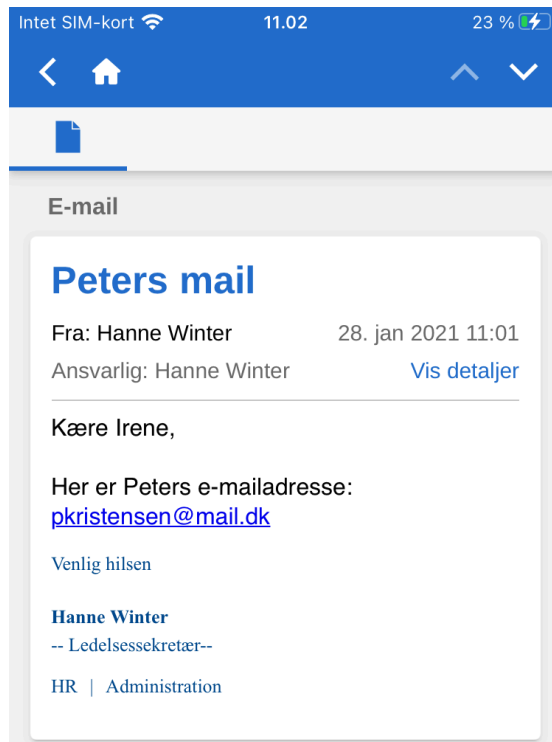 Intet SIM-kort 11.02 23 %
E-mail
Peters mail
Fra: Hanne Winter 28. jan 2021 11:01
Ansvarlig: Hanne Winter Vis detaljer
Kære Irene,
Her er Peters e-mailadresse:
pkristensen@mail.dk
Venlig hilsen
Hanne Winter
-- Ledelsessekretær--
HR | Administration